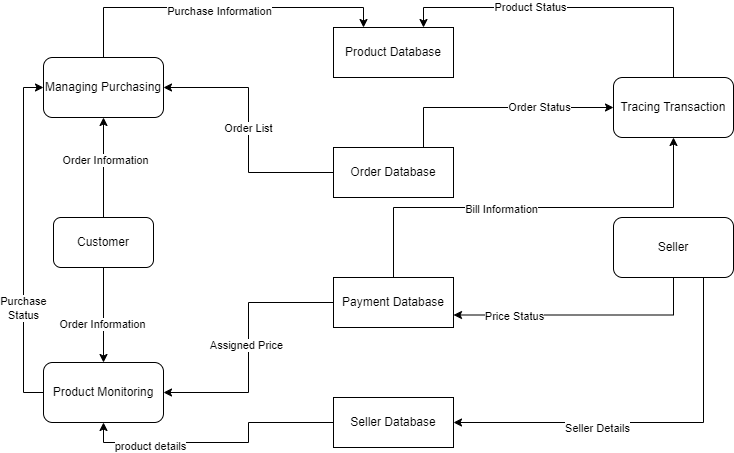 Purchase Information
Product Status
Product Database
Managing Purchasing
Order Status
Tracing Transaction
Order List
Order Information
Order Database
Bill Information
Customer
Seller
Purchase
Status
Payment Database
Price Status
Order Information
Assigned Price
Product Monitoring
Seller Database
Seller Details
product details